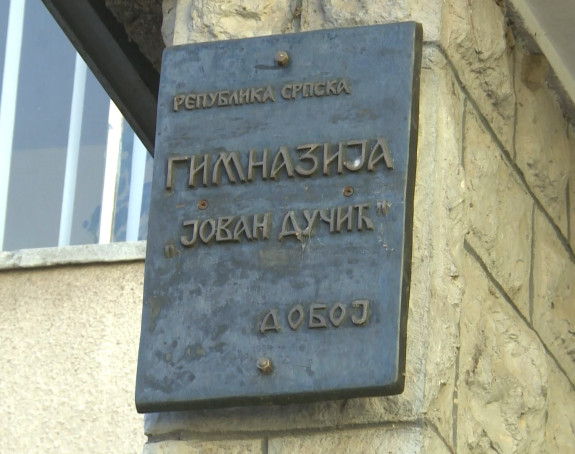 РЕПУБЛИКА СРПСКА
ГИМНАЗИЈА
„ЈОВАН ДУЧИЋ"
ДОБОЈ